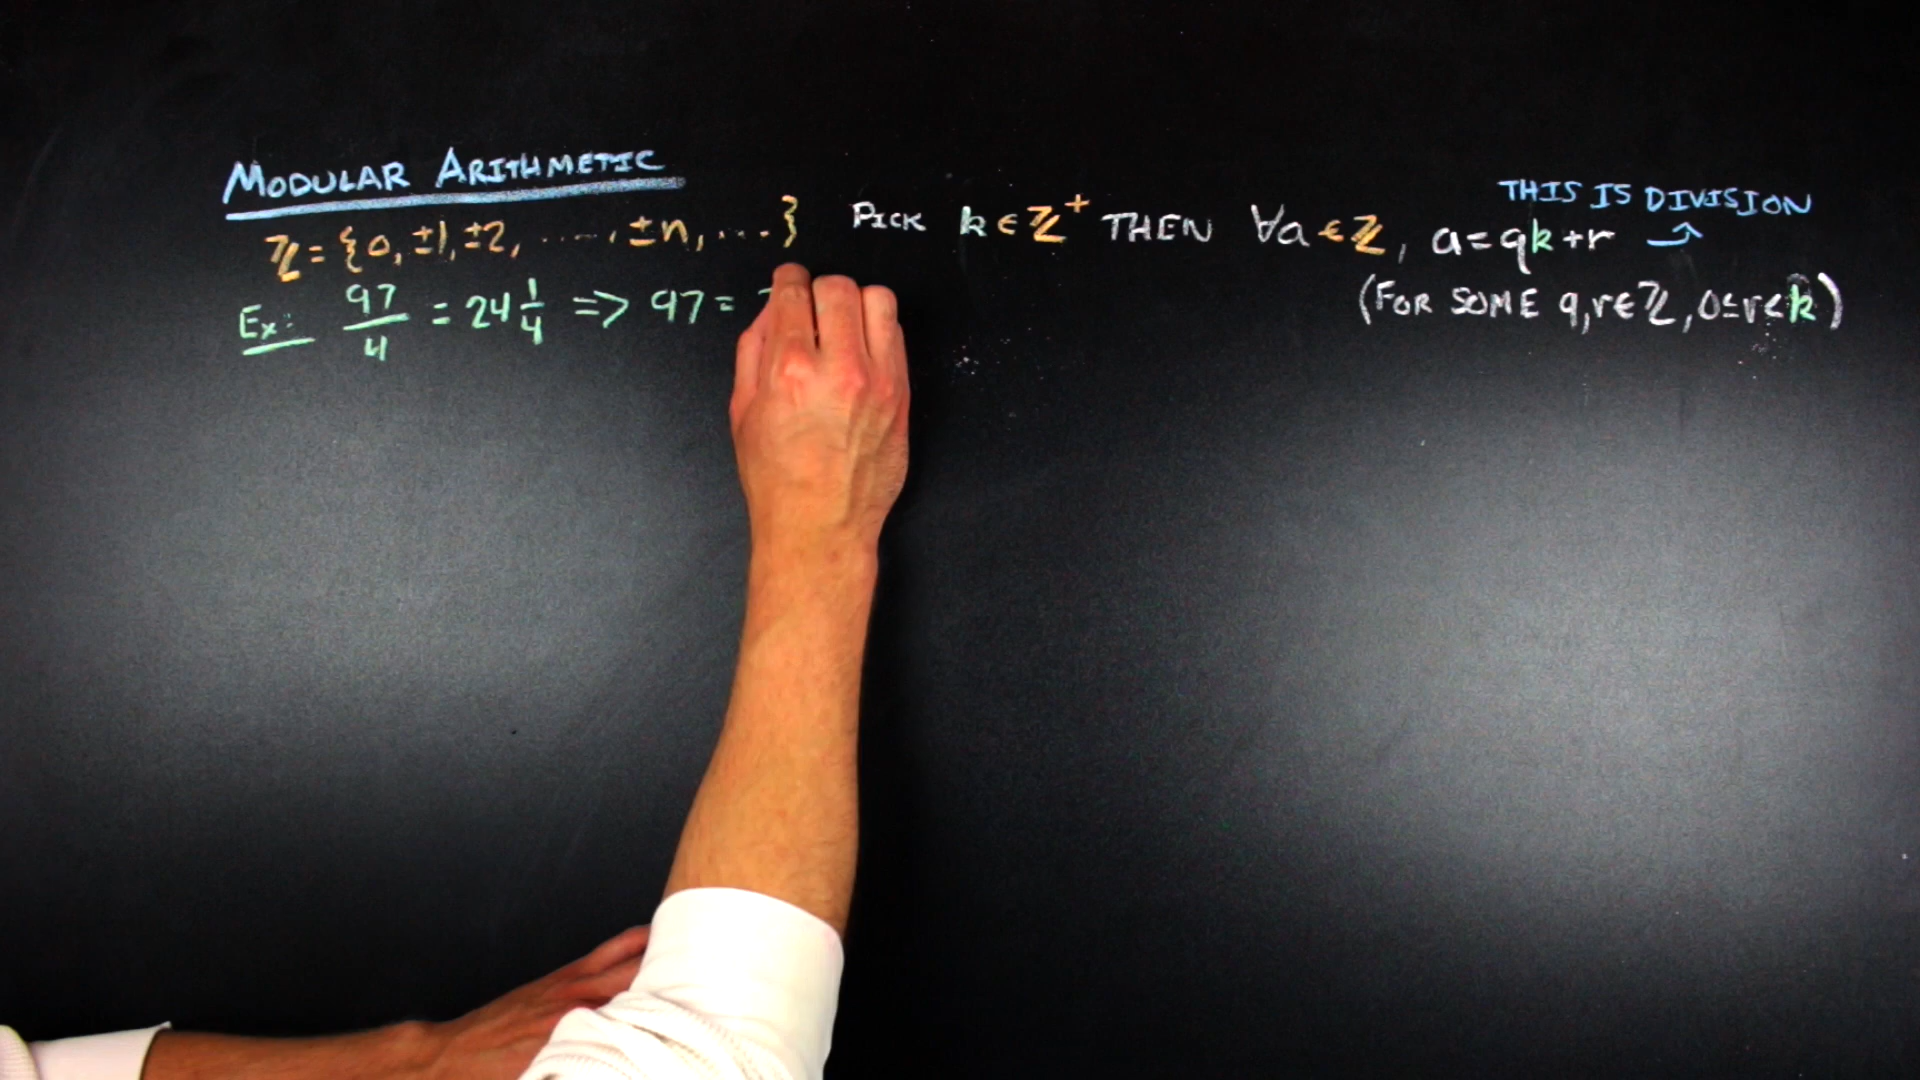 MODULAR ARITHMETIC
THIS IS DIVISION
ℤ = {0, ±1, ±2, ....., ±n, ...} PICK k ∈ ℤ⁺ THEN ∀a ∈ ℤ, a = qk + r ⤴
(FOR SOME q, r ∈ ℤ, 0 ≤ r < k)
Ex: 97/4 = 24 1/4 => 97 =